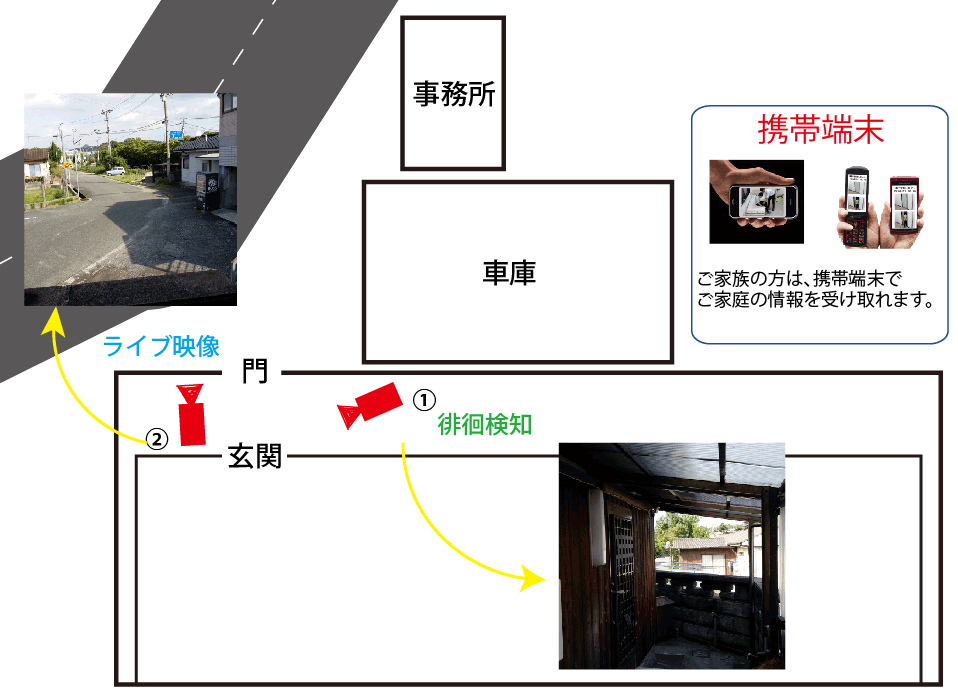 事務所
携帯端末
車庫
ご家族の方は、携帯端末で
ご家庭の情報を受け取れます。
ライブ映像
門
①
徘徊検知
②
玄関